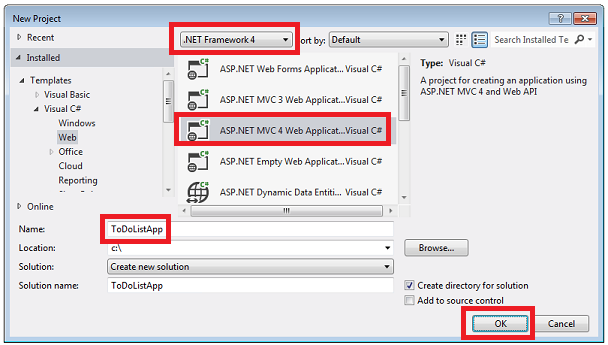 New Project
Recent
.NET Framework 4
ort by:
Default
Search Installed Te
Installed
Templates
Visual Basic
Visual C#
Windows
Web
Office
Cloud
Reporting
ASP.NET Web Forms Applicat...Visual C#
ASP.NET MVC 3 Web Applicat...Visual C#
ASP.NET MVC 4 Web Applicat...Visual C#
ASP.NET Empty Web Applicat...Visual C#
ASP.NET Dynamic Data Entiti... Visual C#
Type: Visual C#
A project for creating an application using
ASP.NET MVC 4 and Web API
Online
Name:
ToDoListApp
Location:
c:\
Browse...
Solution:
Create new solution
Solution name:
ToDoListApp
Create directory for solution
Add to source control
OK
Cancel